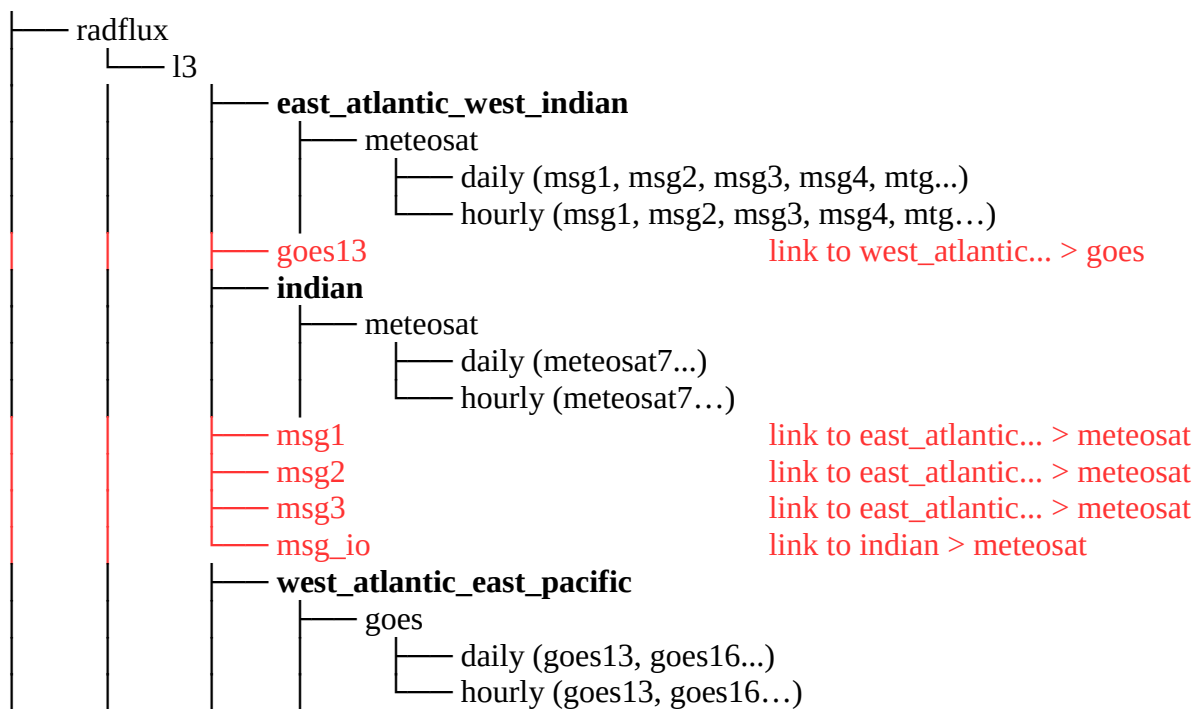 radflux
l3
east_atlantic_west_indian
meteosat
daily (msg1, msg2, msg3, msg4, mtg...)
hourly (msg1, msg2, msg3, msg4, mtg…)
goes13 link to west_atlantic... > goes
indian
meteosat
daily (meteosat7...)
hourly (meteosat7…)
msg1 link to east_atlantic... > meteosat
msg2 link to east_atlantic... > meteosat
msg3 link to east_atlantic... > meteosat
msg_io link to indian > meteosat
west_atlantic_east_pacific
goes
daily (goes13, goes16...)
hourly (goes13, goes16…)